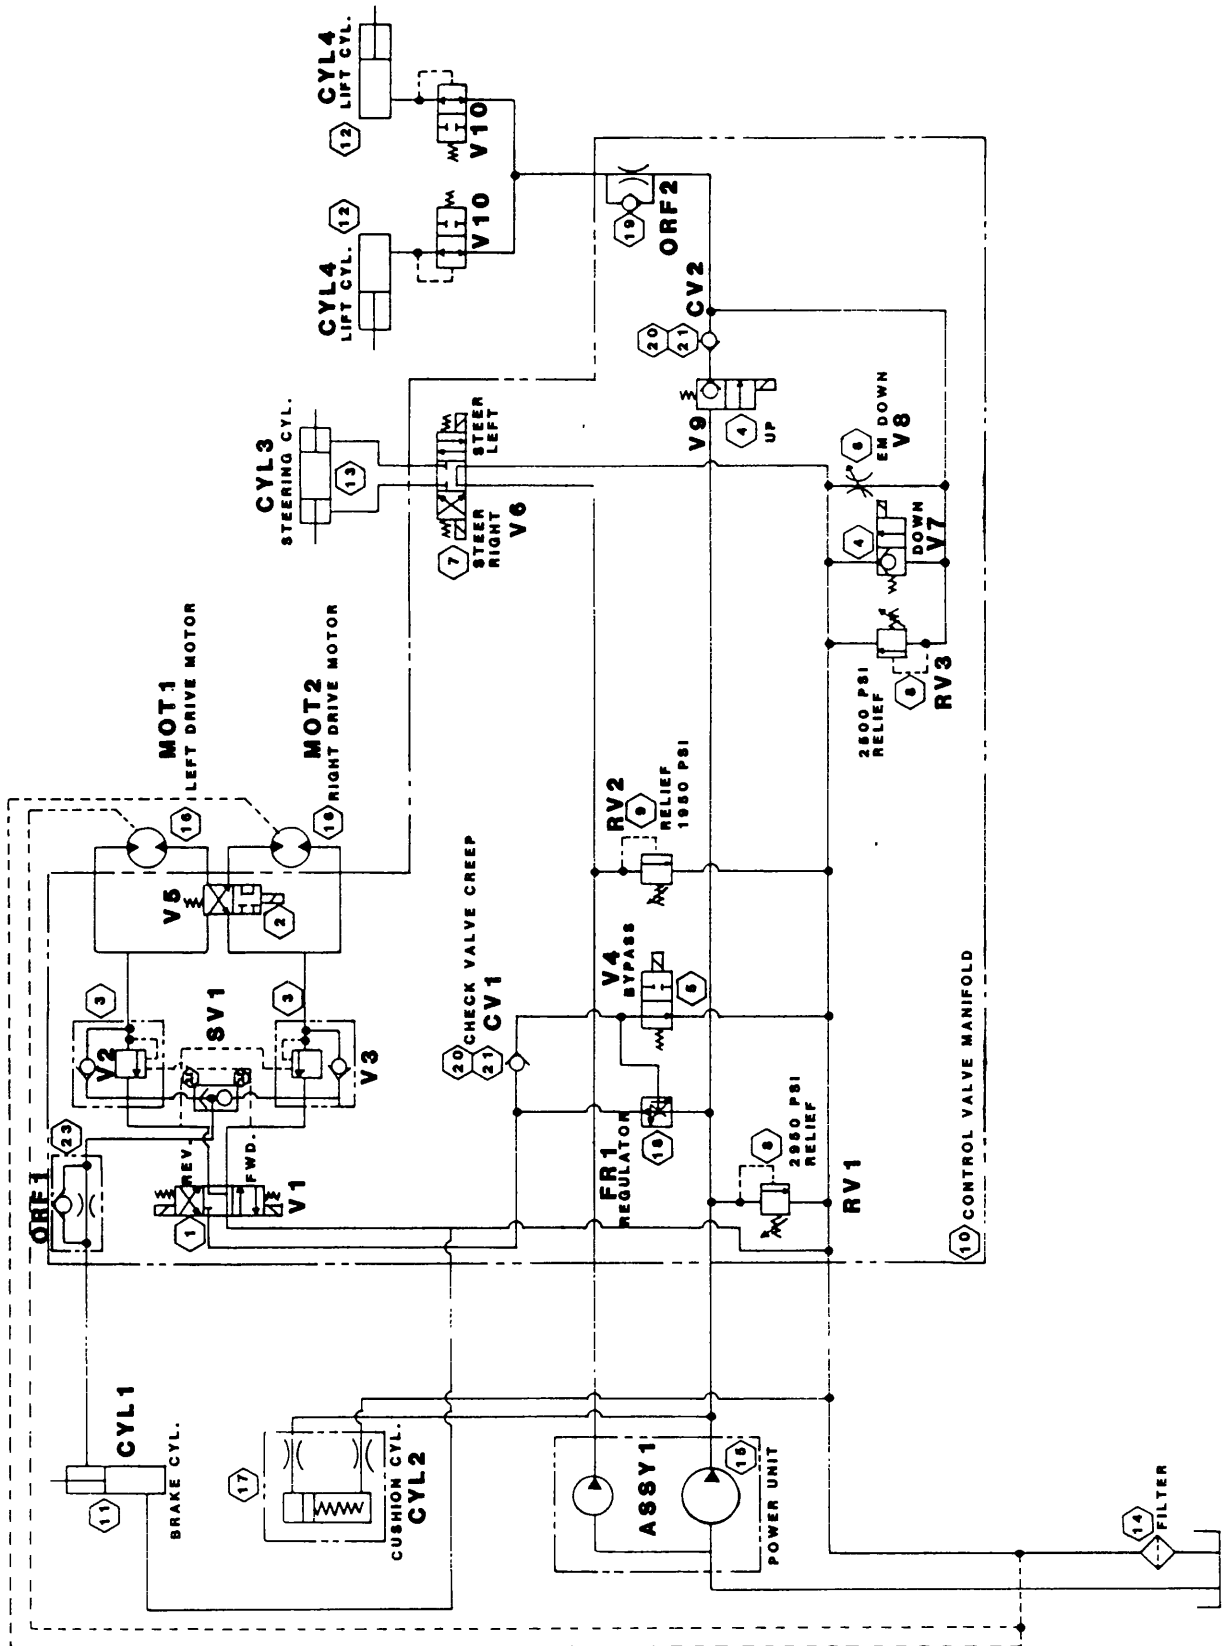 CYL4
LIFT CYL.
12
V10
CYL4
LIFT CYL.
12
V10
19
ORF2
CV2
20
21
CYL3
STEERING CYL.
13
STEER
LEFT
7
STEER
RIGHT
V6
V9
4
UP
6
EM DOWN
V8
4
DOWN
V7
2500 PSI
RELIEF
8
RV3
MOT1
LEFT DRIVE MOTOR
16
MOT2
RIGHT DRIVE MOTOR
16
V5
2
RV2
9
RELIEF
1950 PSI
3
V2
SV1
3
V3
20
21
CHECK VALVE CREEP
CV1
V4
BYPASS
5
23
ORF1
REV.
FWD.
V1
1
FR1
REGULATOR
18
8
2950 PSI
RELIEF
RV1
10
CONTROL VALVE MANIFOLD
CYL1
11
BRAKE CYL.
17
CUSHION CYL.
CYL2
ASSY1
15
POWER UNIT
14
FILTER